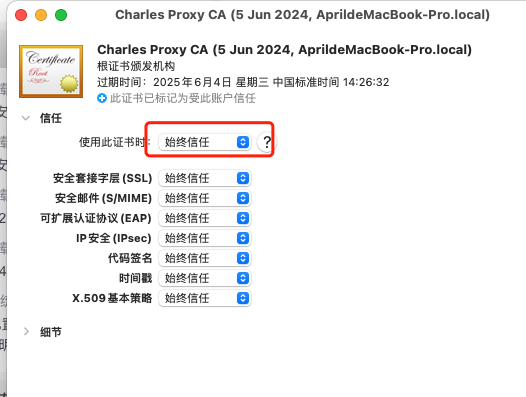 Charles Proxy CA (5 Jun 2024, AprildeMacBook-Pro.local)
Certificate
Root
Charles Proxy CA (5 Jun 2024, AprildeMacBook-Pro.local)
根证书颁发机构
过期时间：2025年6月4日 星期三 中国标准时间 14:26:32
此证书已标记为受此账户信任
信任
使用此证书时： 始终信任 ?
安全套接字层 (SSL) 始终信任
安全邮件 (S/MIME) 始终信任
可扩展认证协议 (EAP) 始终信任
IP 安全 (IPsec) 始终信任
代码签名 始终信任
时间戳 始终信任
X.509 基本策略 始终信任
细节